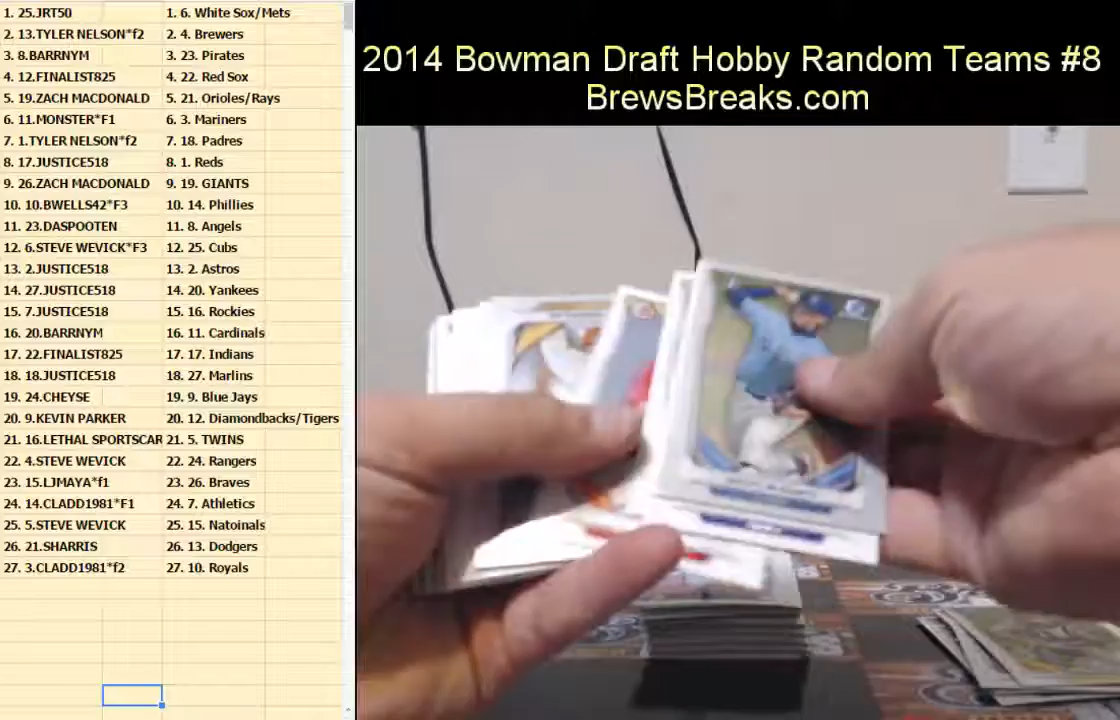 2014 Bowman Draft Hobby Random Teams #8
BrewsBreaks.com
1. 25.JRT50 1. 6. White Sox/Mets
2. 13.TYLER NELSON*f2 2. 4. Brewers
3. 8.BARRNYM 3. 23. Pirates
4. 12.FINALIST825 4. 22. Red Sox
5. 19.ZACH MACDONALD 5. 21. Orioles/Rays
6. 11.MONSTER*F1 6. 3. Mariners
7. 1.TYLER NELSON*f2 7. 18. Padres
8. 17.JUSTICE518 8. 1. Reds
9. 26.ZACH MACDONALD 9. 19. GIANTS
10. 10.BWELLS42*F3 10. 14. Phillies
11. 23.DASPOOTEN 11. 8. Angels
12. 6.STEVE WEVICK*F3 12. 25. Cubs
13. 2.JUSTICE518 13. 2. Astros
14. 27.JUSTICE518 14. 20. Yankees
15. 7.JUSTICE518 15. 16. Rockies
16. 20.BARRNYM 16. 11. Cardinals
17. 22.FINALIST825 17. 17. Indians
18. 18.JUSTICE518 18. 27. Marlins
19. 24.CHEYSE 19. 9. Blue Jays
20. 9.KEVIN PARKER 20. 12. Diamondbacks/Tigers
21. 16.LETHAL SPORTSCAR 21. 5. TWINS
22. 4.STEVE WEVICK 22. 24. Rangers
23. 15.LJMAYA*f1 23. 26. Braves
24. 14.CLADD1981*F1 24. 7. Athletics
25. 5.STEVE WEVICK 25. 15. Natoinals
26. 21.SHARRIS 26. 13. Dodgers
27. 3.CLADD1981*f2 27. 10. Royals